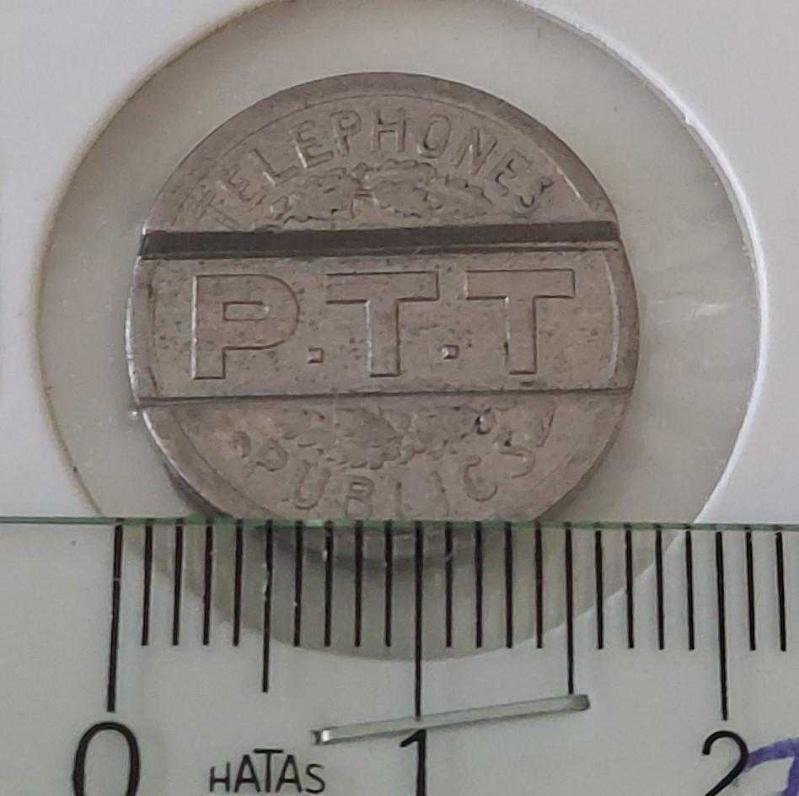 TELEPHONES
P.T.T
PUBLICS
0 1 2
HATAS